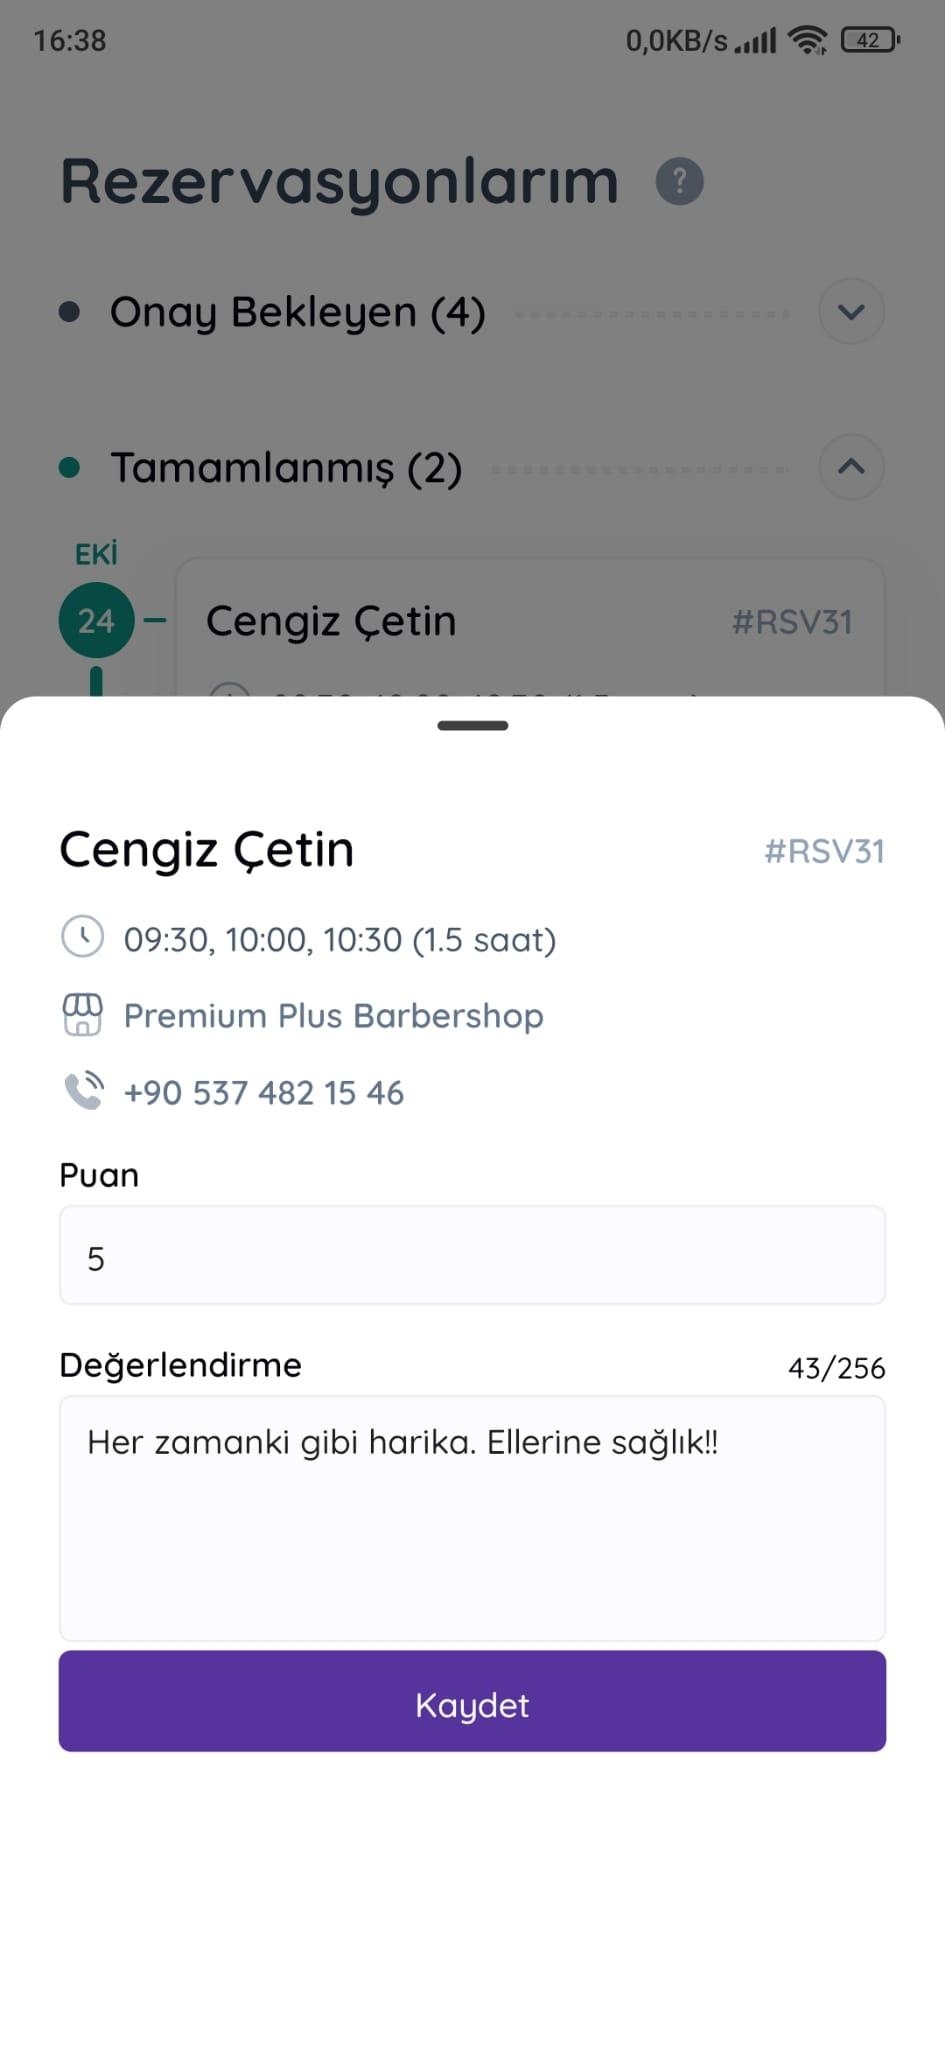 16:38 0,0KB/s 42
Rezervasyonlarım ?
Onay Bekleyen (4)
Tamamlanmış (2)
EKİ
24 Cengiz Çetin #RSV31
Cengiz Çetin #RSV31
09:30, 10:00, 10:30 (1.5 saat)
Premium Plus Barbershop
+90 537 482 15 46
Puan
5
Değerlendirme 43/256
Her zamanki gibi harika. Ellerine sağlık!!
Kaydet